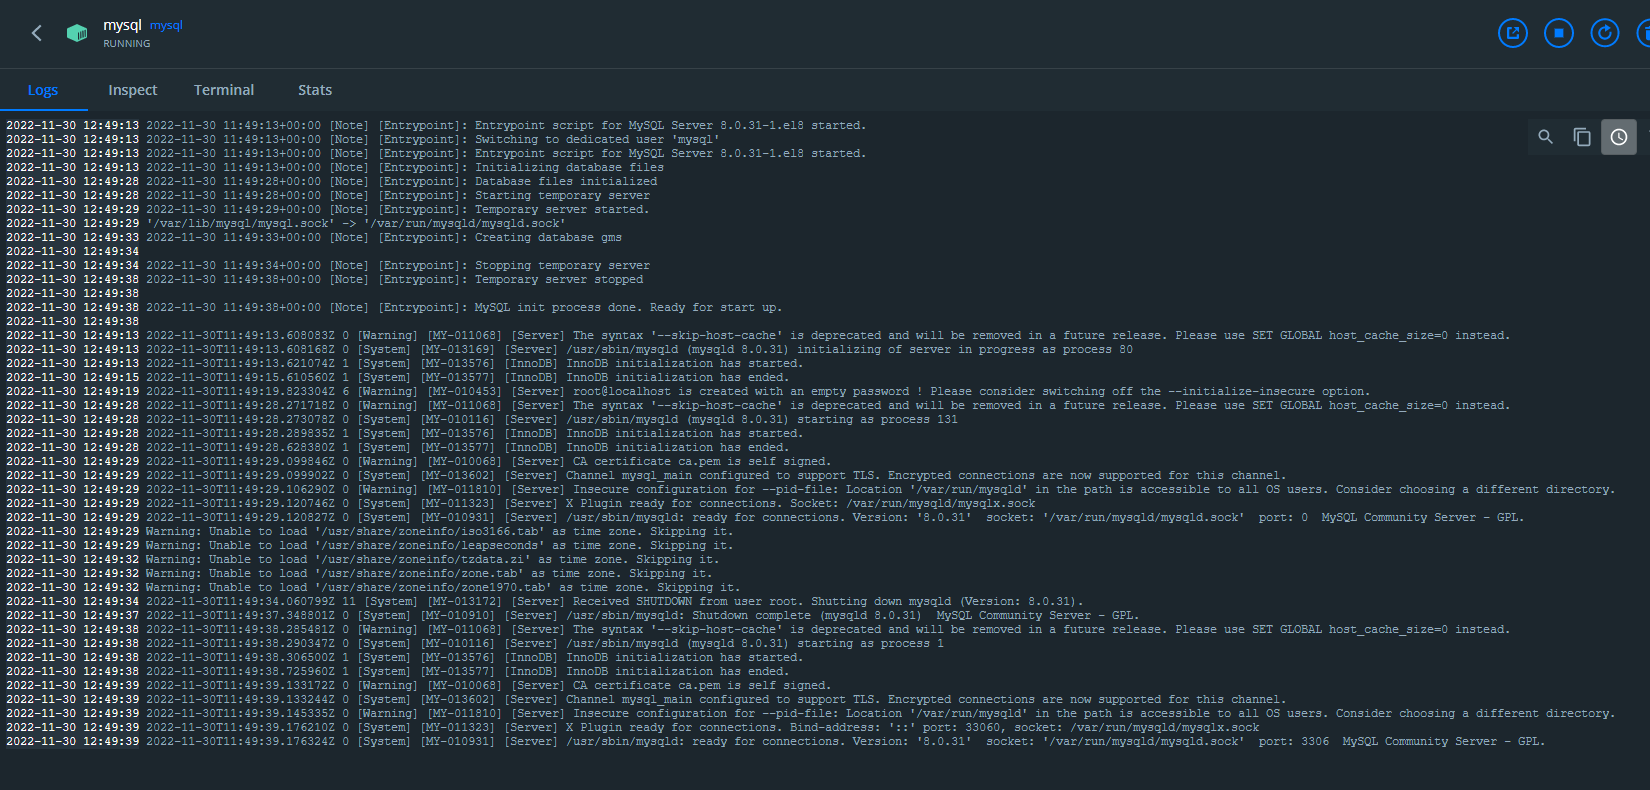 mysql mysql
RUNNING
Logs Inspect Terminal Stats
2022-11-30 12:49:13 2022-11-30 11:49:13+00:00 [Note] [Entrypoint]: Entrypoint script for MySQL Server 8.0.31-1.el8 started.
2022-11-30 12:49:13 2022-11-30 11:49:13+00:00 [Note] [Entrypoint]: Switching to dedicated user 'mysql'
2022-11-30 12:49:13 2022-11-30 11:49:13+00:00 [Note] [Entrypoint]: Entrypoint script for MySQL Server 8.0.31-1.el8 started.
2022-11-30 12:49:13 2022-11-30 11:49:13+00:00 [Note] [Entrypoint]: Initializing database files
2022-11-30 12:49:28 2022-11-30 11:49:28+00:00 [Note] [Entrypoint]: Database files initialized
2022-11-30 12:49:28 2022-11-30 11:49:28+00:00 [Note] [Entrypoint]: Starting temporary server
2022-11-30 12:49:29 2022-11-30 11:49:29+00:00 [Note] [Entrypoint]: Temporary server started.
2022-11-30 12:49:29 '/var/lib/mysql/mysql.sock' -> '/var/run/mysqld/mysqld.sock'
2022-11-30 12:49:33 2022-11-30 11:49:33+00:00 [Note] [Entrypoint]: Creating database gms
2022-11-30 12:49:34
2022-11-30 12:49:34 2022-11-30 11:49:34+00:00 [Note] [Entrypoint]: Stopping temporary server
2022-11-30 12:49:38 2022-11-30 11:49:38+00:00 [Note] [Entrypoint]: Temporary server stopped
2022-11-30 12:49:38
2022-11-30 12:49:38 2022-11-30 11:49:38+00:00 [Note] [Entrypoint]: MySQL init process done. Ready for start up.
2022-11-30 12:49:38
2022-11-30 12:49:13 2022-11-30T11:49:13.608083Z 0 [Warning] [MY-011068] [Server] The syntax '--skip-host-cache' is deprecated and will be removed in a future release. Please use SET GLOBAL host_cache_size=0 instead.
2022-11-30 12:49:13 2022-11-30T11:49:13.608168Z 0 [System] [MY-013169] [Server] /usr/sbin/mysqld (mysqld 8.0.31) initializing of server in progress as process 80
2022-11-30 12:49:13 2022-11-30T11:49:13.621074Z 1 [System] [MY-013576] [InnoDB] InnoDB initialization has started.
2022-11-30 12:49:15 2022-11-30T11:49:15.610560Z 1 [System] [MY-013577] [InnoDB] InnoDB initialization has ended.
2022-11-30 12:49:19 2022-11-30T11:49:19.823304Z 6 [Warning] [MY-010453] [Server] root@localhost is created with an empty password ! Please consider switching off the --initialize-insecure option.
2022-11-30 12:49:28 2022-11-30T11:49:28.271718Z 0 [Warning] [MY-011068] [Server] The syntax '--skip-host-cache' is deprecated and will be removed in a future release. Please use SET GLOBAL host_cache_size=0 instead.
2022-11-30 12:49:28 2022-11-30T11:49:28.273078Z 0 [System] [MY-010116] [Server] /usr/sbin/mysqld (mysqld 8.0.31) starting as process 131
2022-11-30 12:49:28 2022-11-30T11:49:28.289835Z 1 [System] [MY-013576] [InnoDB] InnoDB initialization has started.
2022-11-30 12:49:28 2022-11-30T11:49:28.628380Z 1 [System] [MY-013577] [InnoDB] InnoDB initialization has ended.
2022-11-30 12:49:29 2022-11-30T11:49:29.099846Z 0 [Warning] [MY-010068] [Server] CA certificate ca.pem is self signed.
2022-11-30 12:49:29 2022-11-30T11:49:29.099902Z 0 [System] [MY-013602] [Server] Channel mysql_main configured to support TLS. Encrypted connections are now supported for this channel.
2022-11-30 12:49:29 2022-11-30T11:49:29.106290Z 0 [Warning] [MY-011810] [Server] Insecure configuration for --pid-file: Location '/var/run/mysqld' in the path is accessible to all OS users. Consider choosing a different directory.
2022-11-30 12:49:29 2022-11-30T11:49:29.120746Z 0 [System] [MY-011323] [Server] X Plugin ready for connections. Socket: /var/run/mysqld/mysqlx.sock
2022-11-30 12:49:29 2022-11-30T11:49:29.120827Z 0 [System] [MY-010931] [Server] /usr/sbin/mysqld: ready for connections. Version: '8.0.31'  socket: '/var/run/mysqld/mysqld.sock'  port: 0  MySQL Community Server - GPL.
2022-11-30 12:49:29 Warning: Unable to load '/usr/share/zoneinfo/iso3166.tab' as time zone. Skipping it.
2022-11-30 12:49:29 Warning: Unable to load '/usr/share/zoneinfo/leapseconds' as time zone. Skipping it.
2022-11-30 12:49:32 Warning: Unable to load '/usr/share/zoneinfo/tzdata.zi' as time zone. Skipping it.
2022-11-30 12:49:32 Warning: Unable to load '/usr/share/zoneinfo/zone.tab' as time zone. Skipping it.
2022-11-30 12:49:32 Warning: Unable to load '/usr/share/zoneinfo/zone1970.tab' as time zone. Skipping it.
2022-11-30 12:49:34 2022-11-30T11:49:34.060799Z 11 [System] [MY-013172] [Server] Received SHUTDOWN from user root. Shutting down mysqld (Version: 8.0.31).
2022-11-30 12:49:37 2022-11-30T11:49:37.348801Z 0 [System] [MY-010910] [Server] /usr/sbin/mysqld: Shutdown complete (mysqld 8.0.31)  MySQL Community Server - GPL.
2022-11-30 12:49:38 2022-11-30T11:49:38.285481Z 0 [Warning] [MY-011068] [Server] The syntax '--skip-host-cache' is deprecated and will be removed in a future release. Please use SET GLOBAL host_cache_size=0 instead.
2022-11-30 12:49:38 2022-11-30T11:49:38.290347Z 0 [System] [MY-010116] [Server] /usr/sbin/mysqld (mysqld 8.0.31) starting as process 1
2022-11-30 12:49:38 2022-11-30T11:49:38.306500Z 1 [System] [MY-013576] [InnoDB] InnoDB initialization has started.
2022-11-30 12:49:38 2022-11-30T11:49:38.725960Z 1 [System] [MY-013577] [InnoDB] InnoDB initialization has ended.
2022-11-30 12:49:39 2022-11-30T11:49:39.133172Z 0 [Warning] [MY-010068] [Server] CA certificate ca.pem is self signed.
2022-11-30 12:49:39 2022-11-30T11:49:39.133244Z 0 [System] [MY-013602] [Server] Channel mysql_main configured to support TLS. Encrypted connections are now supported for this channel.
2022-11-30 12:49:39 2022-11-30T11:49:39.145335Z 0 [Warning] [MY-011810] [Server] Insecure configuration for --pid-file: Location '/var/run/mysqld' in the path is accessible to all OS users. Consider choosing a different directory.
2022-11-30 12:49:39 2022-11-30T11:49:39.176210Z 0 [System] [MY-011323] [Server] X Plugin ready for connections. Bind-address: '::' port: 33060, socket: /var/run/mysqld/mysqlx.sock
2022-11-30 12:49:39 2022-11-30T11:49:39.176324Z 0 [System] [MY-010931] [Server] /usr/sbin/mysqld: ready for connections. Version: '8.0.31'  socket: '/var/run/mysqld/mysqld.sock'  port: 3306  MySQL Community Server - GPL.